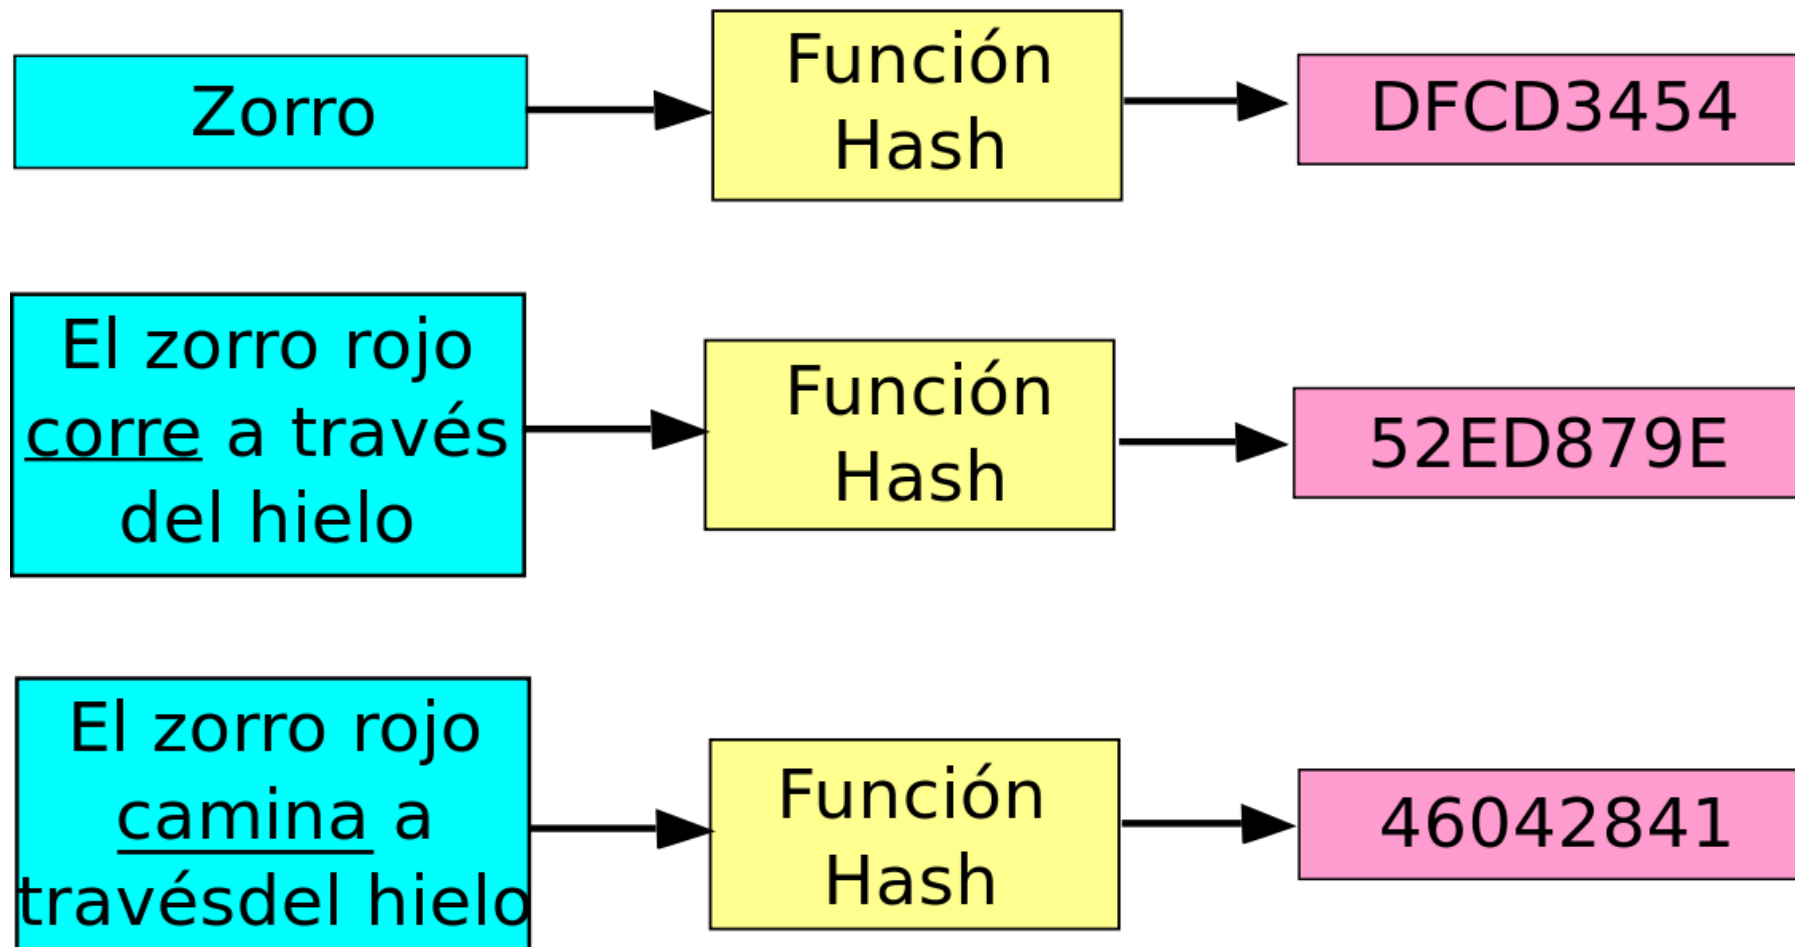 Zorro
Función
Hash
DFCD3454
El zorro rojo
corre a través
del hielo
Función
Hash
52ED879E
El zorro rojo
camina a
travésdel hielo
Función
Hash
46042841